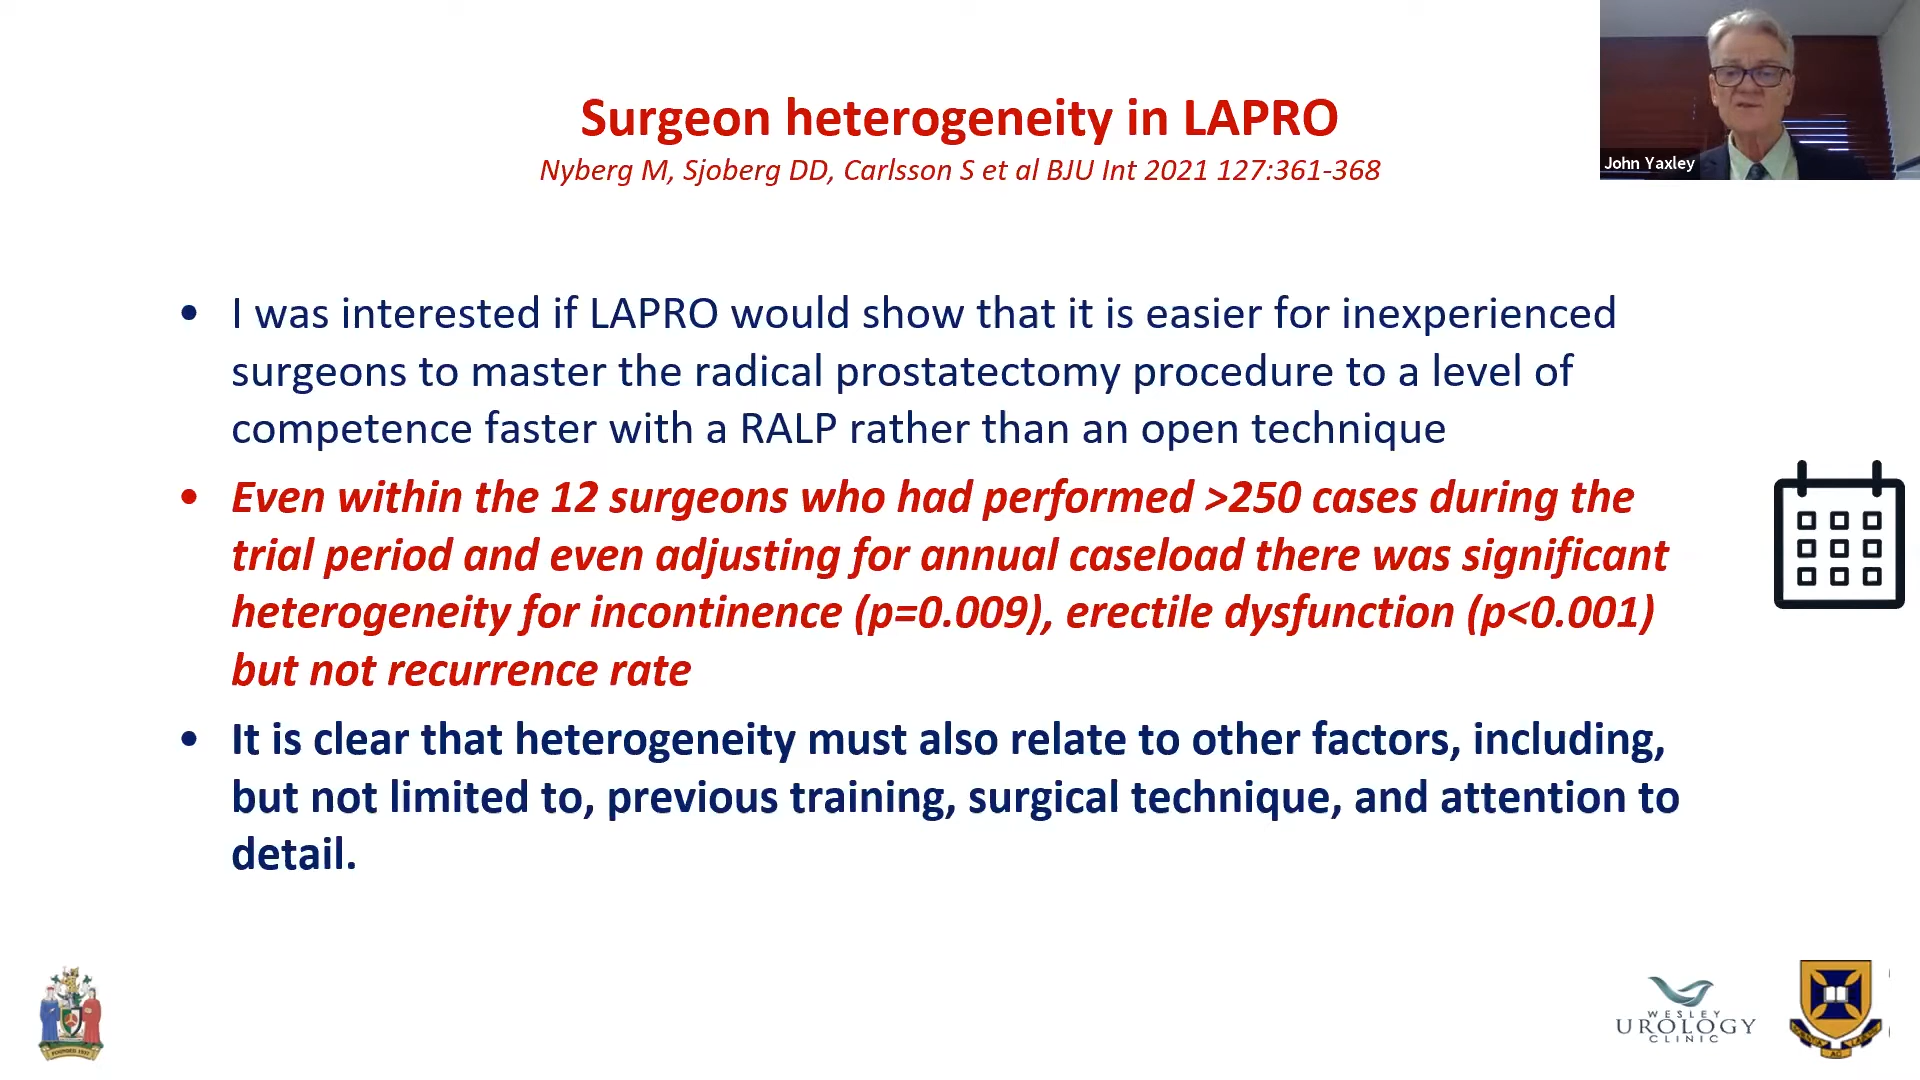 Surgeon heterogeneity in LAPRO
Nyberg M, Sjoberg DD, Carlsson S et al BJU Int 2021 127:361-368
John Yaxley
• I was interested if LAPRO would show that it is easier for inexperienced
surgeons to master the radical prostatectomy procedure to a level of
competence faster with a RALP rather than an open technique
• Even within the 12 surgeons who had performed >250 cases during the
trial period and even adjusting for annual caseload there was significant
heterogeneity for incontinence (p=0.009), erectile dysfunction (p<0.001)
but not recurrence rate
• It is clear that heterogeneity must also relate to other factors, including,
but not limited to, previous training, surgical technique, and attention to
detail.
WESLEY
UROLOGY
CLINIC